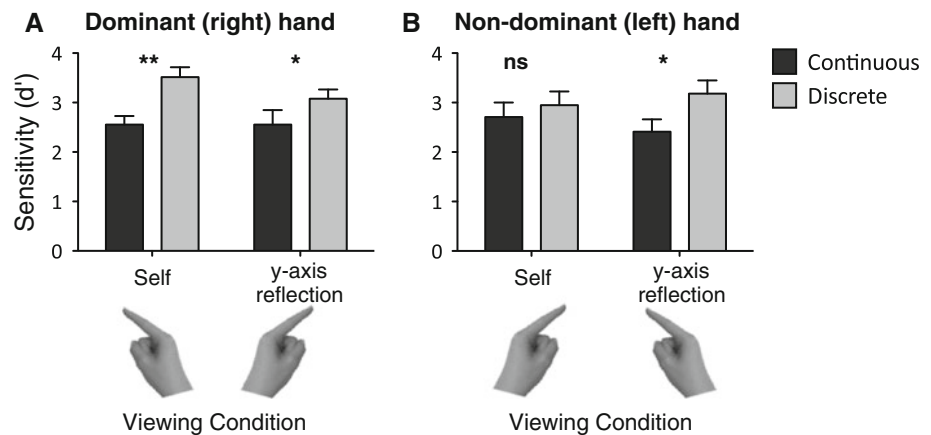 A Dominant (right) hand
B Non-dominant (left) hand
Sensitivity (d')
4
3
2
1
0
**
*
Self
y-axis
reflection
Viewing Condition
4
3
2
1
0
ns
*
Self
y-axis
reflection
Viewing Condition
Continuous
Discrete